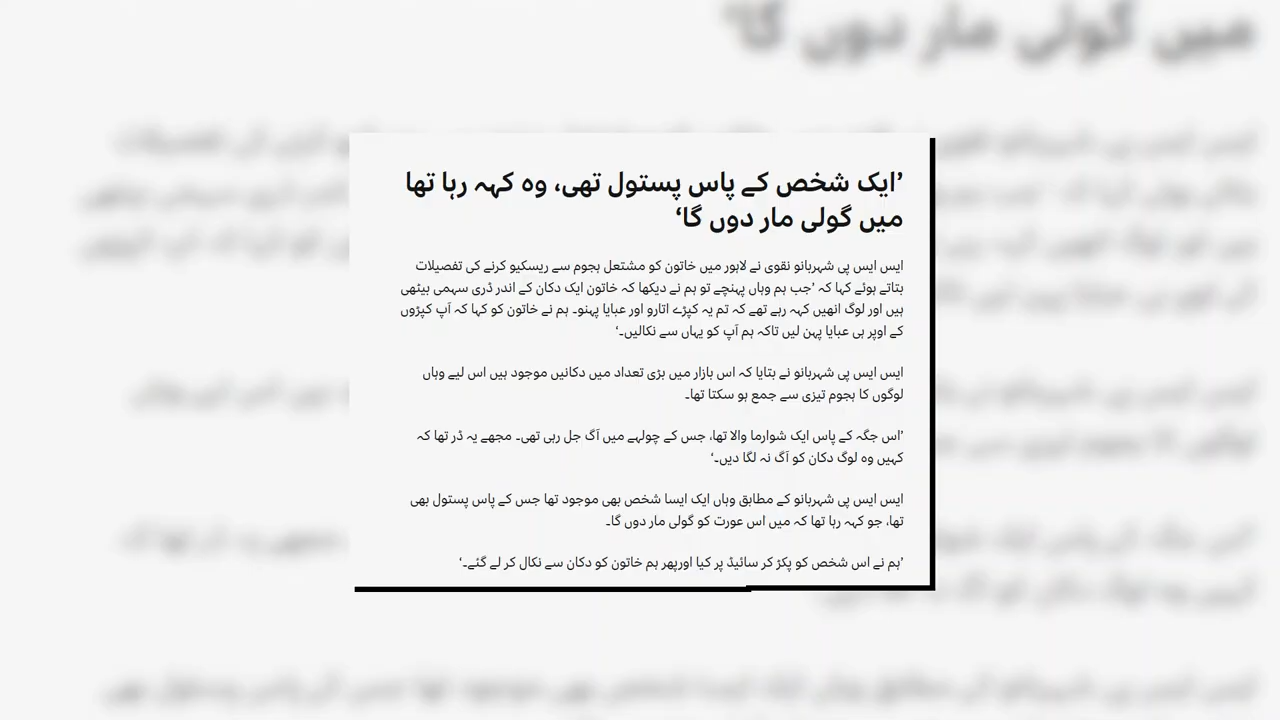 ’ایک شخص کے پاس پستول تھی، وہ کہہ رہا تھا
میں گولی مار دوں گا‘
ایس ایس پی شہربانو نقوی نے لاہور میں خاتون کو مشتعل ہجوم سے ریسکیو کرنے کی تفصیلات
بتاتے ہوئے کہا کہ ’جب ہم وہاں پہنچے تو ہم نے دیکھا کہ خاتون ایک دکان کے اندر ڈری سہمی بیٹھی
ہیں اور لوگ انھیں کہہ رہے تھے کہ تم یہ کپڑے اتارو اور عبایا پہنو۔ ہم نے خاتون کو کہا کہ آپ کپڑوں
کے اوپر ہی عبایا پہن لیں تاکہ ہم آپ کو یہاں سے نکالیں۔‘
ایس ایس پی شہربانو نے بتایا کہ اس بازار میں بڑی تعداد میں دکانیں موجود ہیں اس لیے وہاں
لوگوں کا ہجوم تیزی سے جمع ہو سکتا تھا۔
’اس جگہ کے پاس ایک شوارما والا تھا، جس کے چولہے میں آگ جل رہی تھی۔ مجھے یہ ڈر تھا کہ
کہیں وہ لوگ دکان کو آگ نہ لگا دیں۔‘
ایس ایس پی شہربانو کے مطابق وہاں ایک ایسا شخص بھی موجود تھا جس کے پاس پستول بھی
تھا، جو کہہ رہا تھا کہ میں اس عورت کو گولی مار دوں گا۔
’ہم نے اس شخص کو پکڑ کر سائیڈ پر کیا اورپھر ہم خاتون کو دکان سے نکال کر لے گئے۔‘